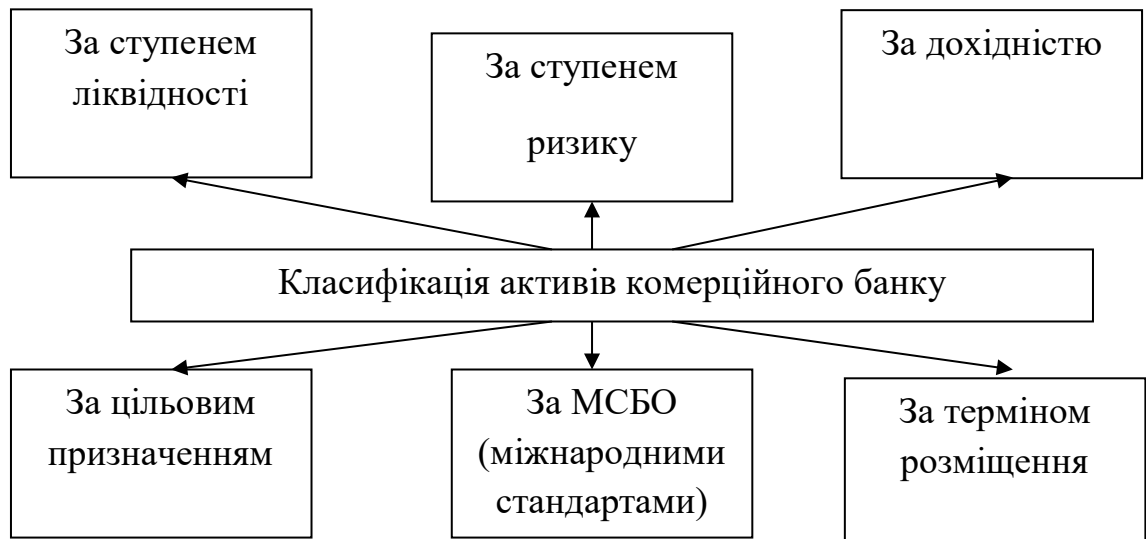 За ступенем
ліквідності
За ступенем
ризику
За дохідністю
Класифікація активів комерційного банку
За цільовим
призначенням
За МСБО
(міжнародними
стандартами)
За терміном
розміщення